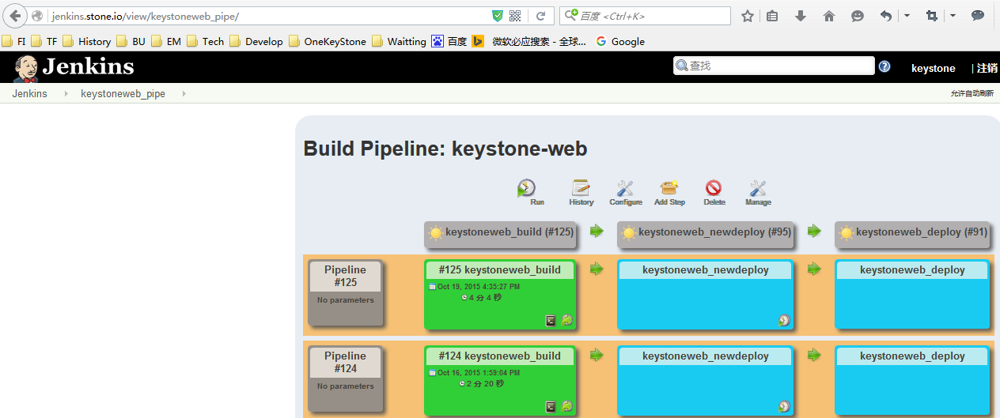 jenkins.stone.io/view/keystoneweb_pipe/
百度 <Ctrl+K>
FI TF History BU EM Tech Develop OneKeyStone Waitting 百度 微软必应搜索 - 全球... Google
Jenkins 查找 keystone | 注销
Jenkins keystoneweb_pipe 允许自动刷新
Build Pipeline: keystone-web
Run History Configure Add Step Delete Manage
keystoneweb_build (#125) keystoneweb_newdeploy (#95) keystoneweb_deploy (#91)
Pipeline #125
No parameters
#125 keystoneweb_build
Oct 19, 2015 4:35:27 PM
4 分 4 秒
keystoneweb_newdeploy
keystoneweb_deploy
Pipeline #124
No parameters
#124 keystoneweb_build
Oct 16, 2015 1:59:04 PM
2 分 20 秒
keystoneweb_newdeploy
keystoneweb_deploy